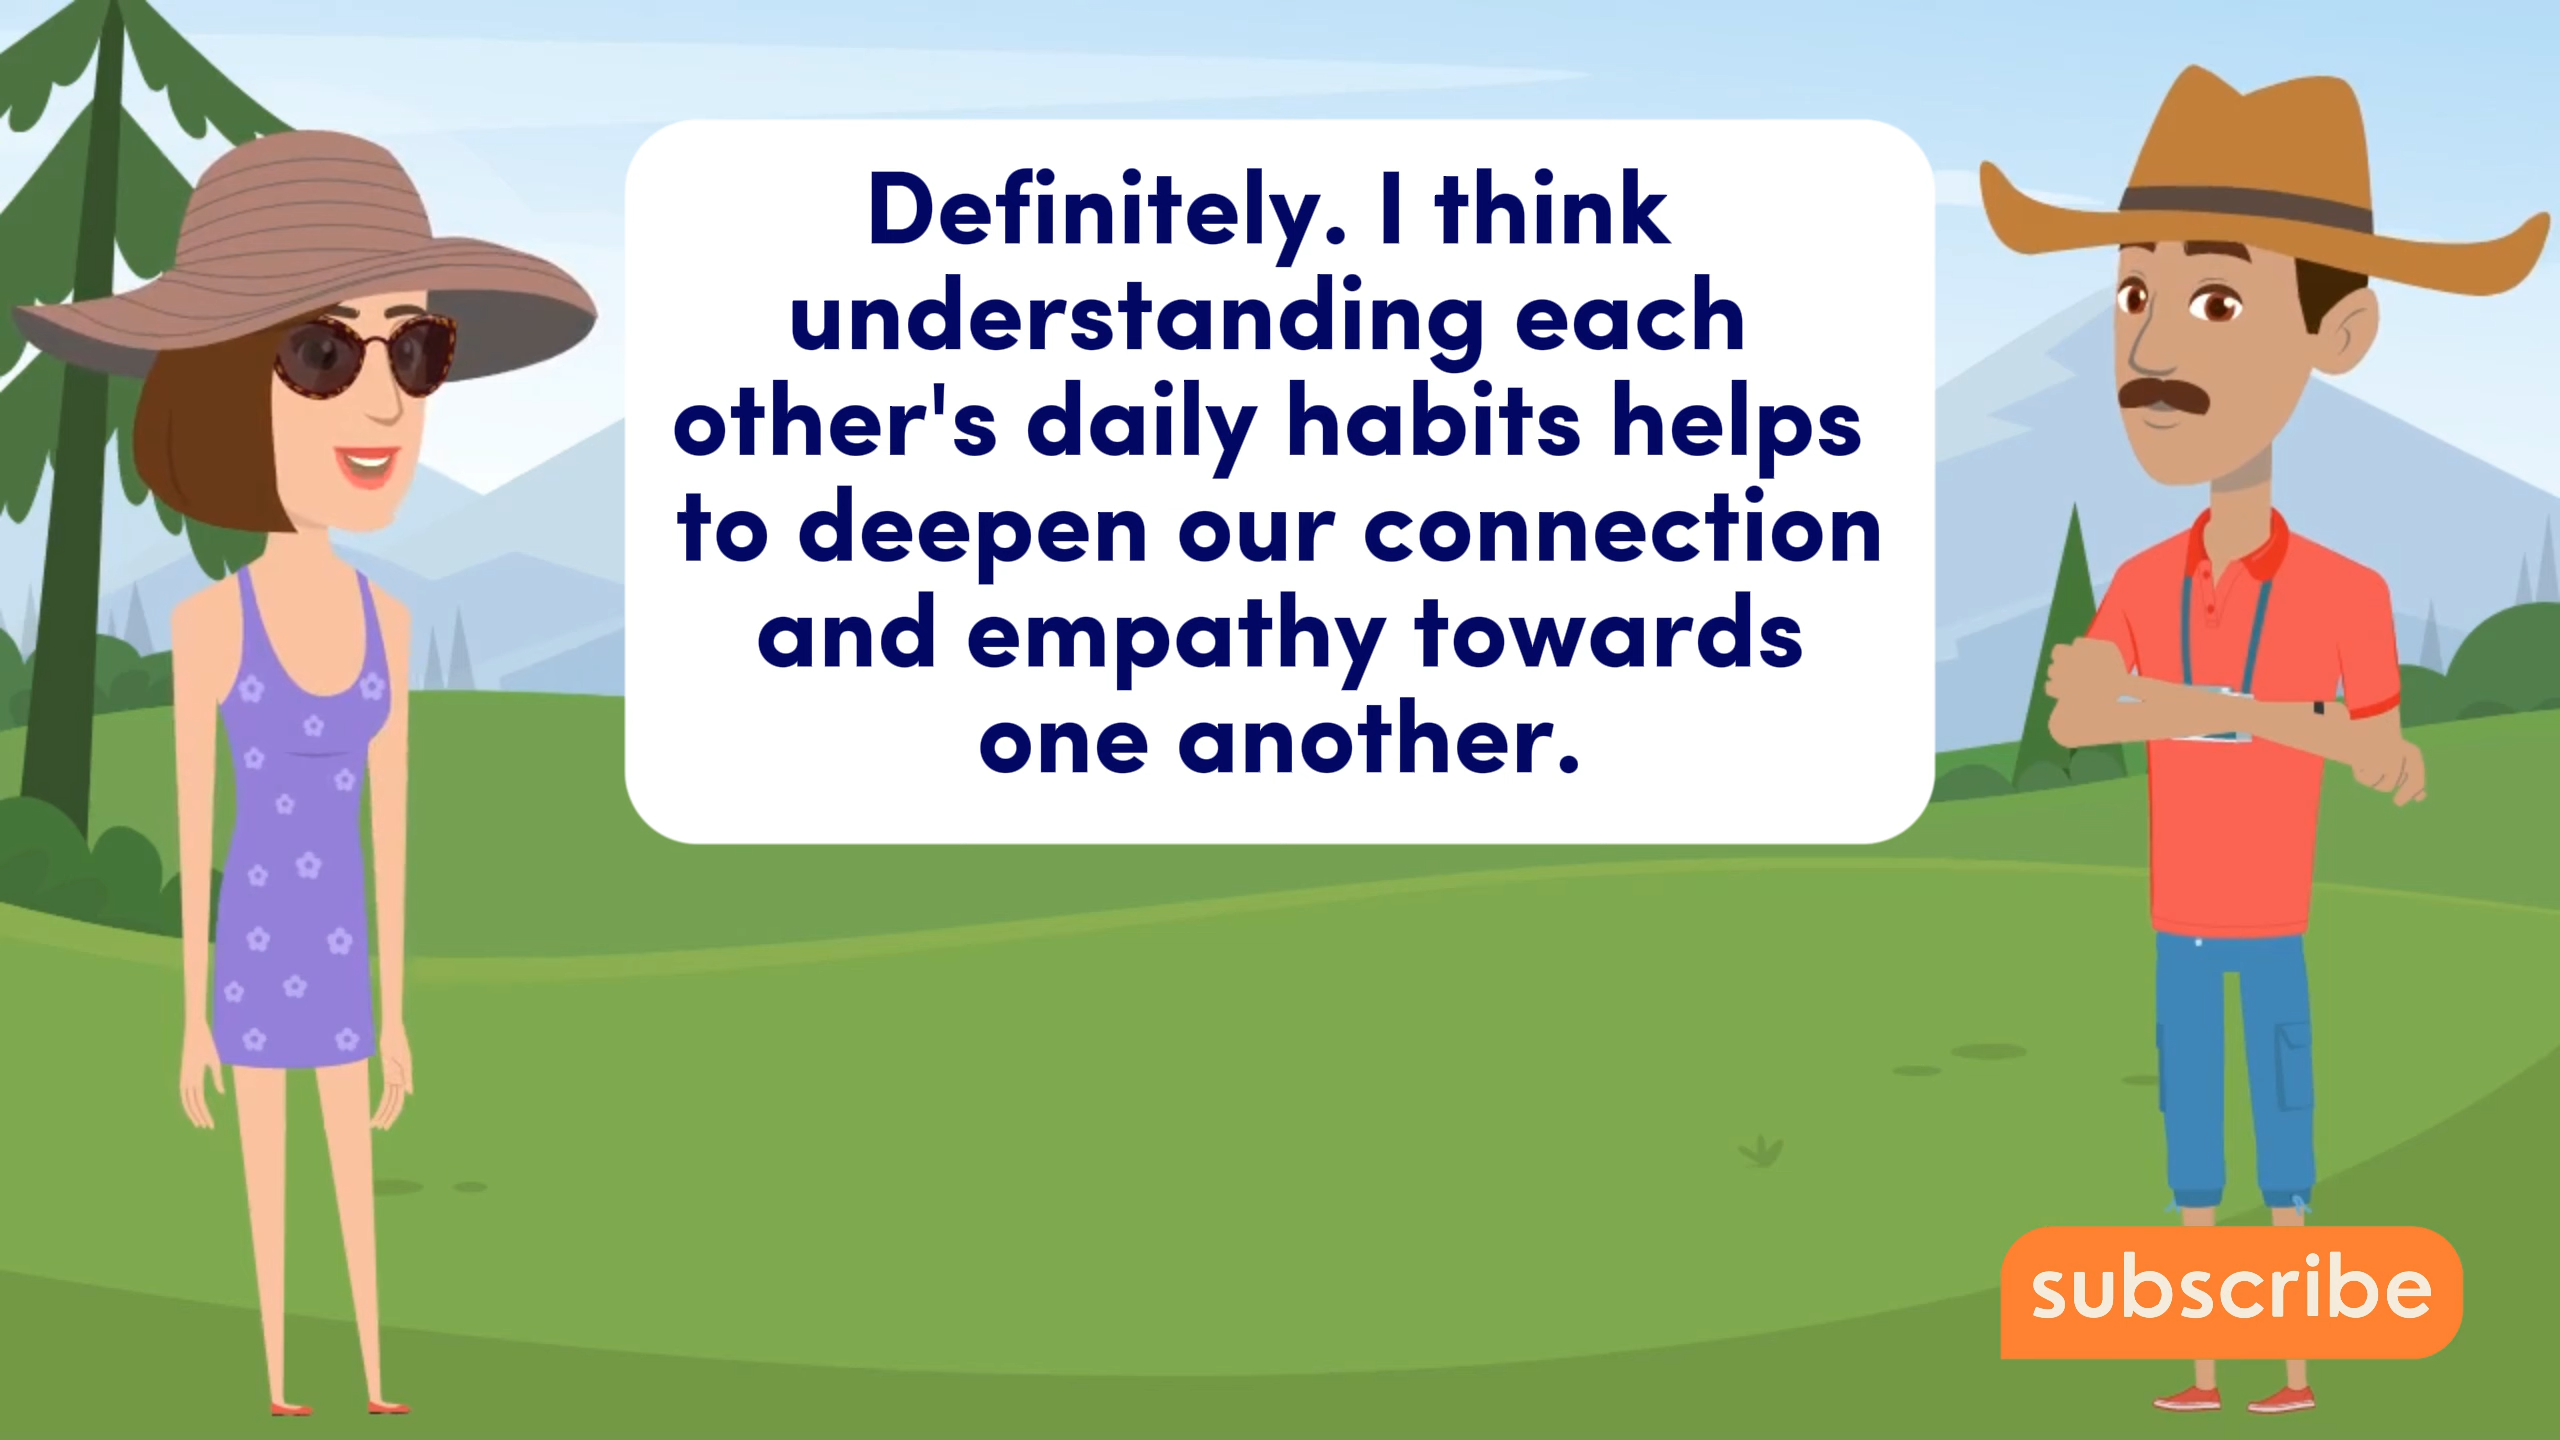 Definitely. I think
understanding each
other's daily habits helps
to deepen our connection
and empathy towards
one another.
subscribe